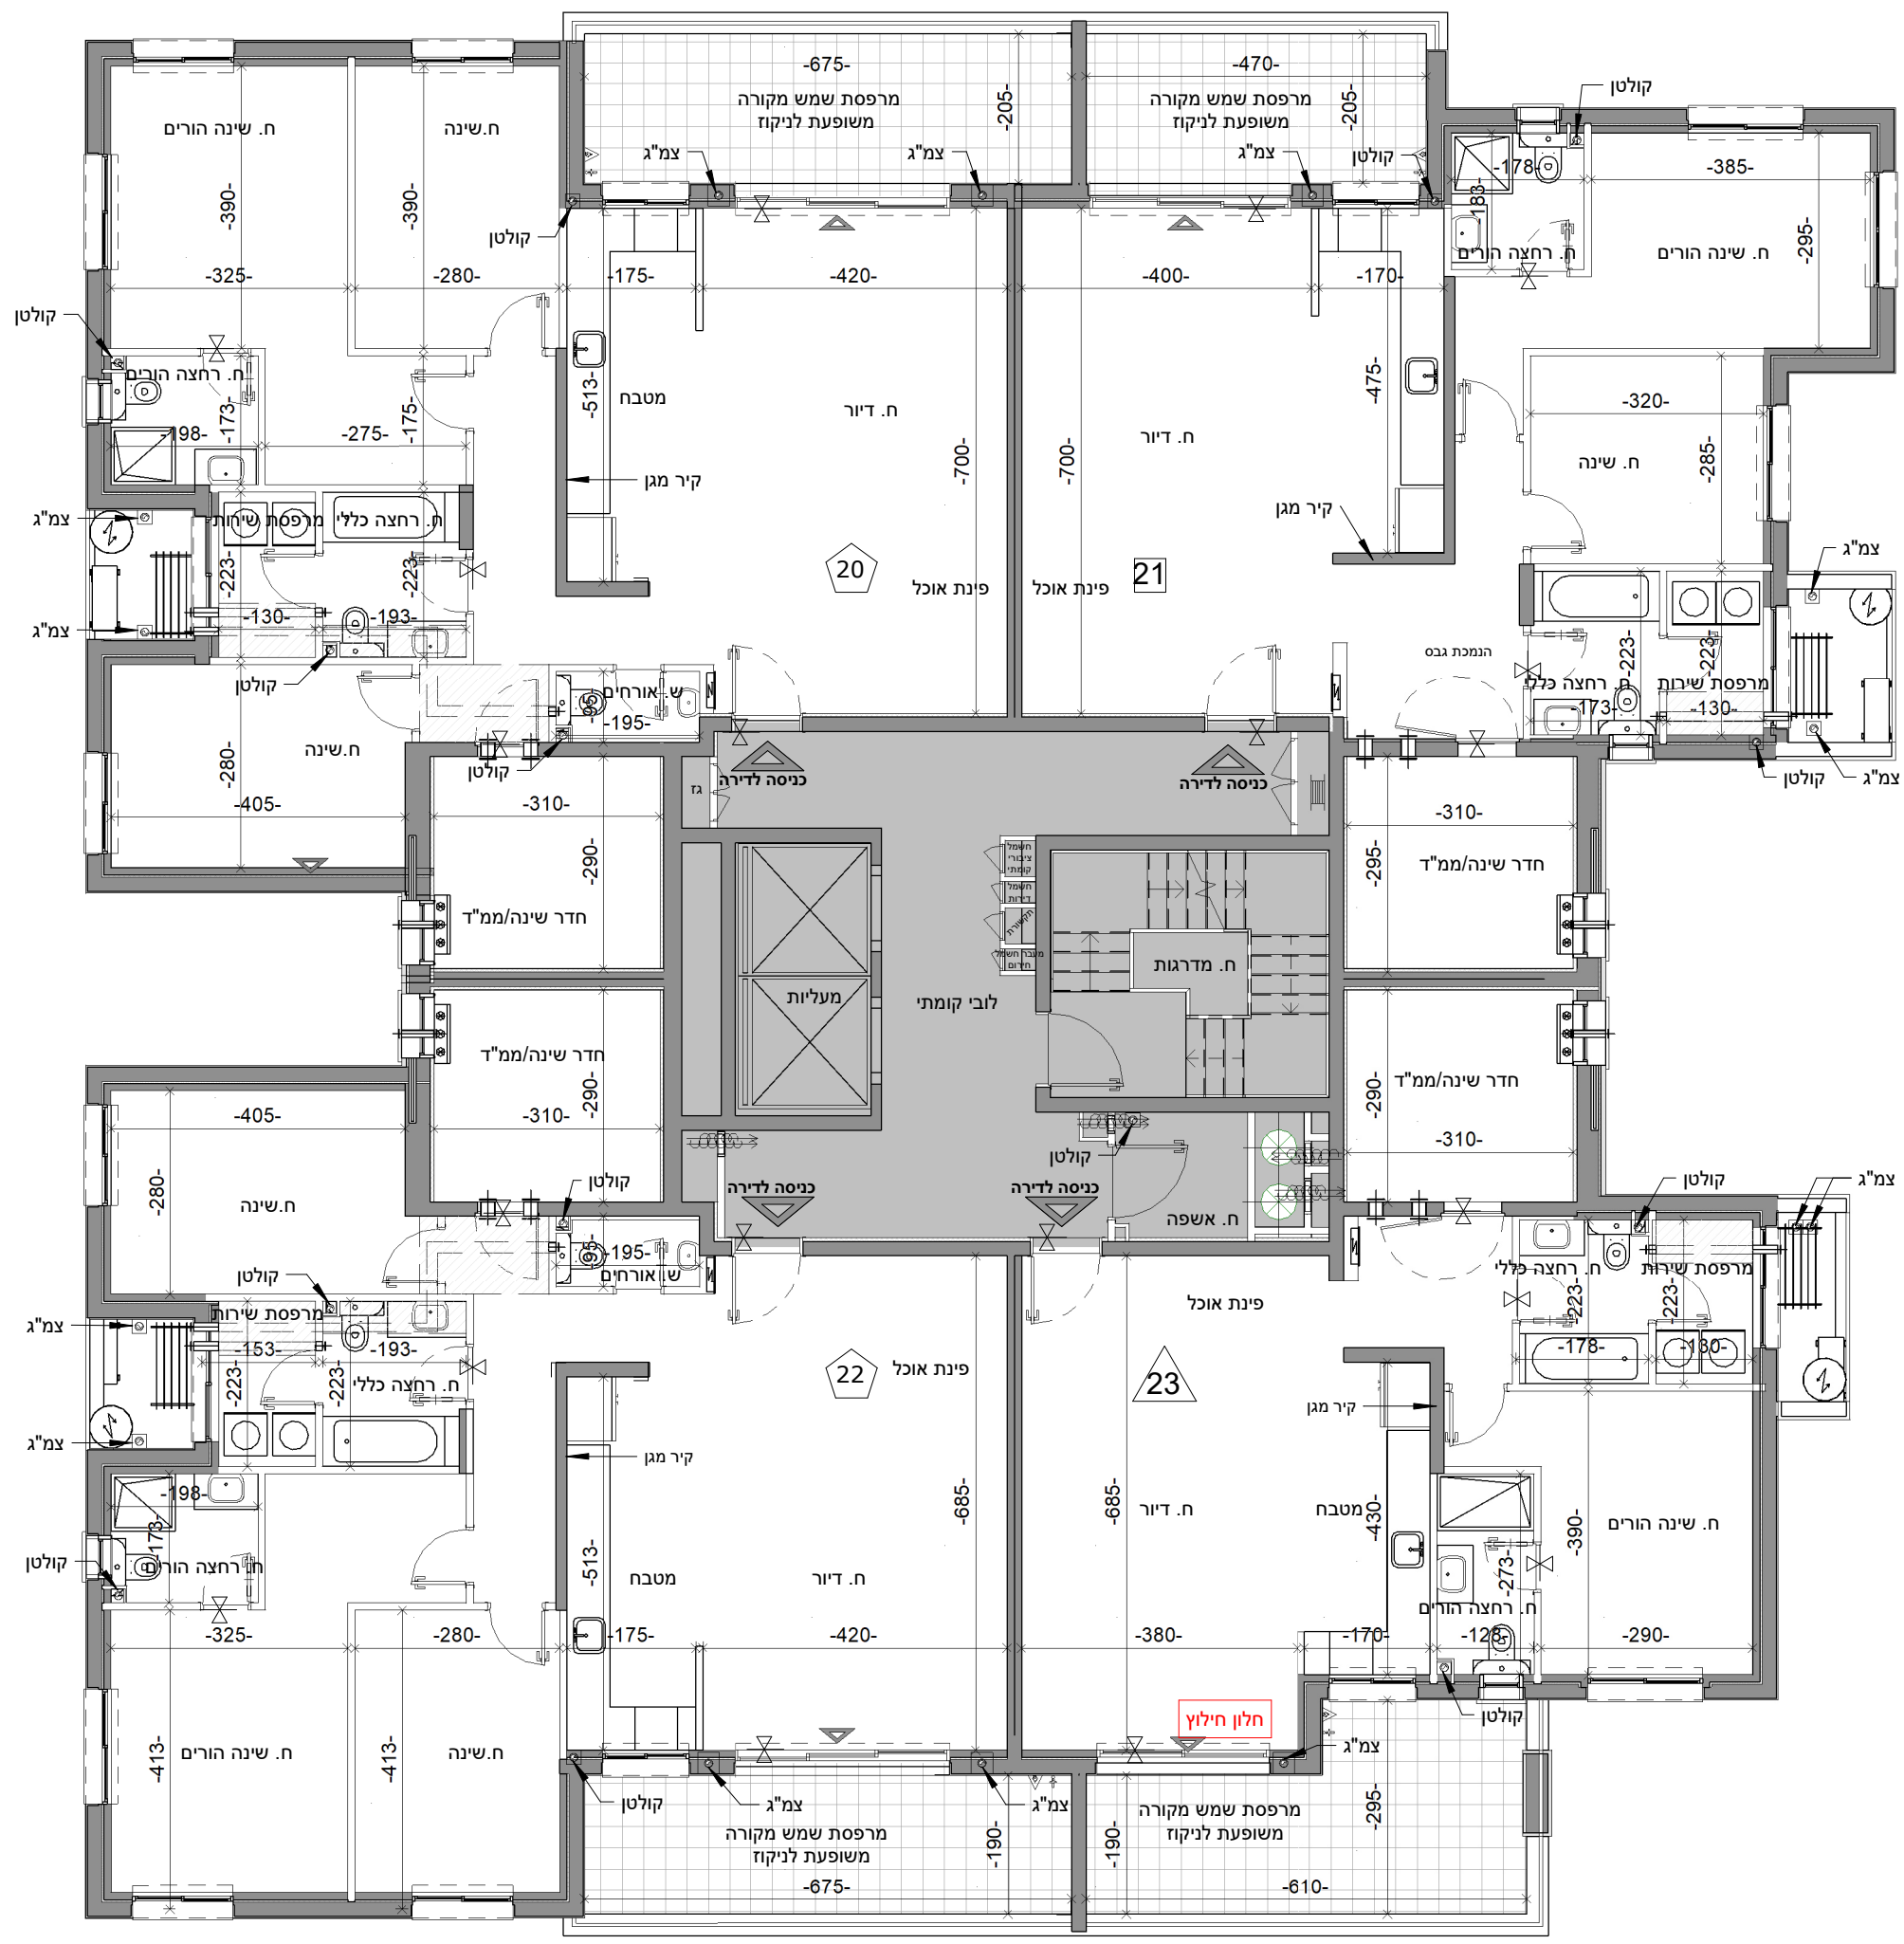 -675-
-470-
קולטן
מרפסת שמש מקורה
משופעת לניקוז
-205-
מרפסת שמש מקורה
משופעת לניקוז
-205-
ח. שינה הורים
ח.שינה
צמ"ג
צמ"ג
צמ"ג
קולטן
-178-
-385-
-183-
-390-
-390-
קולטן
ח. רחצה הורים
ח. שינה הורים
-295-
-325-
-280-
-175-
-420-
-400-
-170-
קולטן
ח. רחצה הורים
-173-
-198-
-275-
-175-
-513-
מטבח
ח. דיור
-700-
-700-
ח. דיור
-475-
-320-
ח. שינה
-285-
קיר מגן
קיר מגן
צמ"ג
מרפסת שירות
ח. רחצה כללי
-223-
-223-
-130-
-193-
צמ"ג
20
פינת אוכל
21
פינת אוכל
צמ"ג
הנמכת גבס
-223-
-223-
ח. רחצה כללי
מרפסת שירות
-173-
-130-
קולטן
ש. אורחים
-95-
-195-
קולטן
ח.שינה
-280-
-405-
גז
כניסה לדירה
כניסה לדירה
קולטן
צמ"ג
-310-
-290-
חדר שינה/ממ"ד
-310-
-295-
חדר שינה/ממ"ד
חשמל
ציבורי
קומתי
חשמל
דירות
תקשורת
מעבר חשמל
חירום
ח. מדרגות
מעליות
לובי קומתי
חדר שינה/ממ"ד
-290-
-310-
חדר שינה/ממ"ד
-290-
-310-
-405-
-280-
ח.שינה
קולטן
קולטן
כניסה לדירה
כניסה לדירה
ח. אשפה
קולטן
צמ"ג
-95-
-195-
ש. אורחים
קולטן
מרפסת שירות
צמ"ג
-153-
-193-
-223-
-223-
ח. רחצה כללי
צמ"ג
פינת אוכל
22
פינת אוכל
23
ח. רחצה כללי
מרפסת שירות
-223-
-223-
-178-
-130-
קיר מגן
קיר מגן
-198-
-173-
קולטן
ח. רחצה הורים
-685-
-685-
-513-
מטבח
ח. דיור
ח. דיור
מטבח
-430-
-273-
-390-
ח. שינה הורים
ח. רחצה הורים
-325-
-280-
-175-
-420-
-380-
-170-
-128-
-290-
-413-
ח. שינה הורים
-413-
ח.שינה
חלון חילוץ
קולטן
צמ"ג
קולטן
צמ"ג
צמ"ג
מרפסת שמש מקורה
משופעת לניקוז
-190-
-675-
-190-
מרפסת שמש מקורה
משופעת לניקוז
-295-
-610-